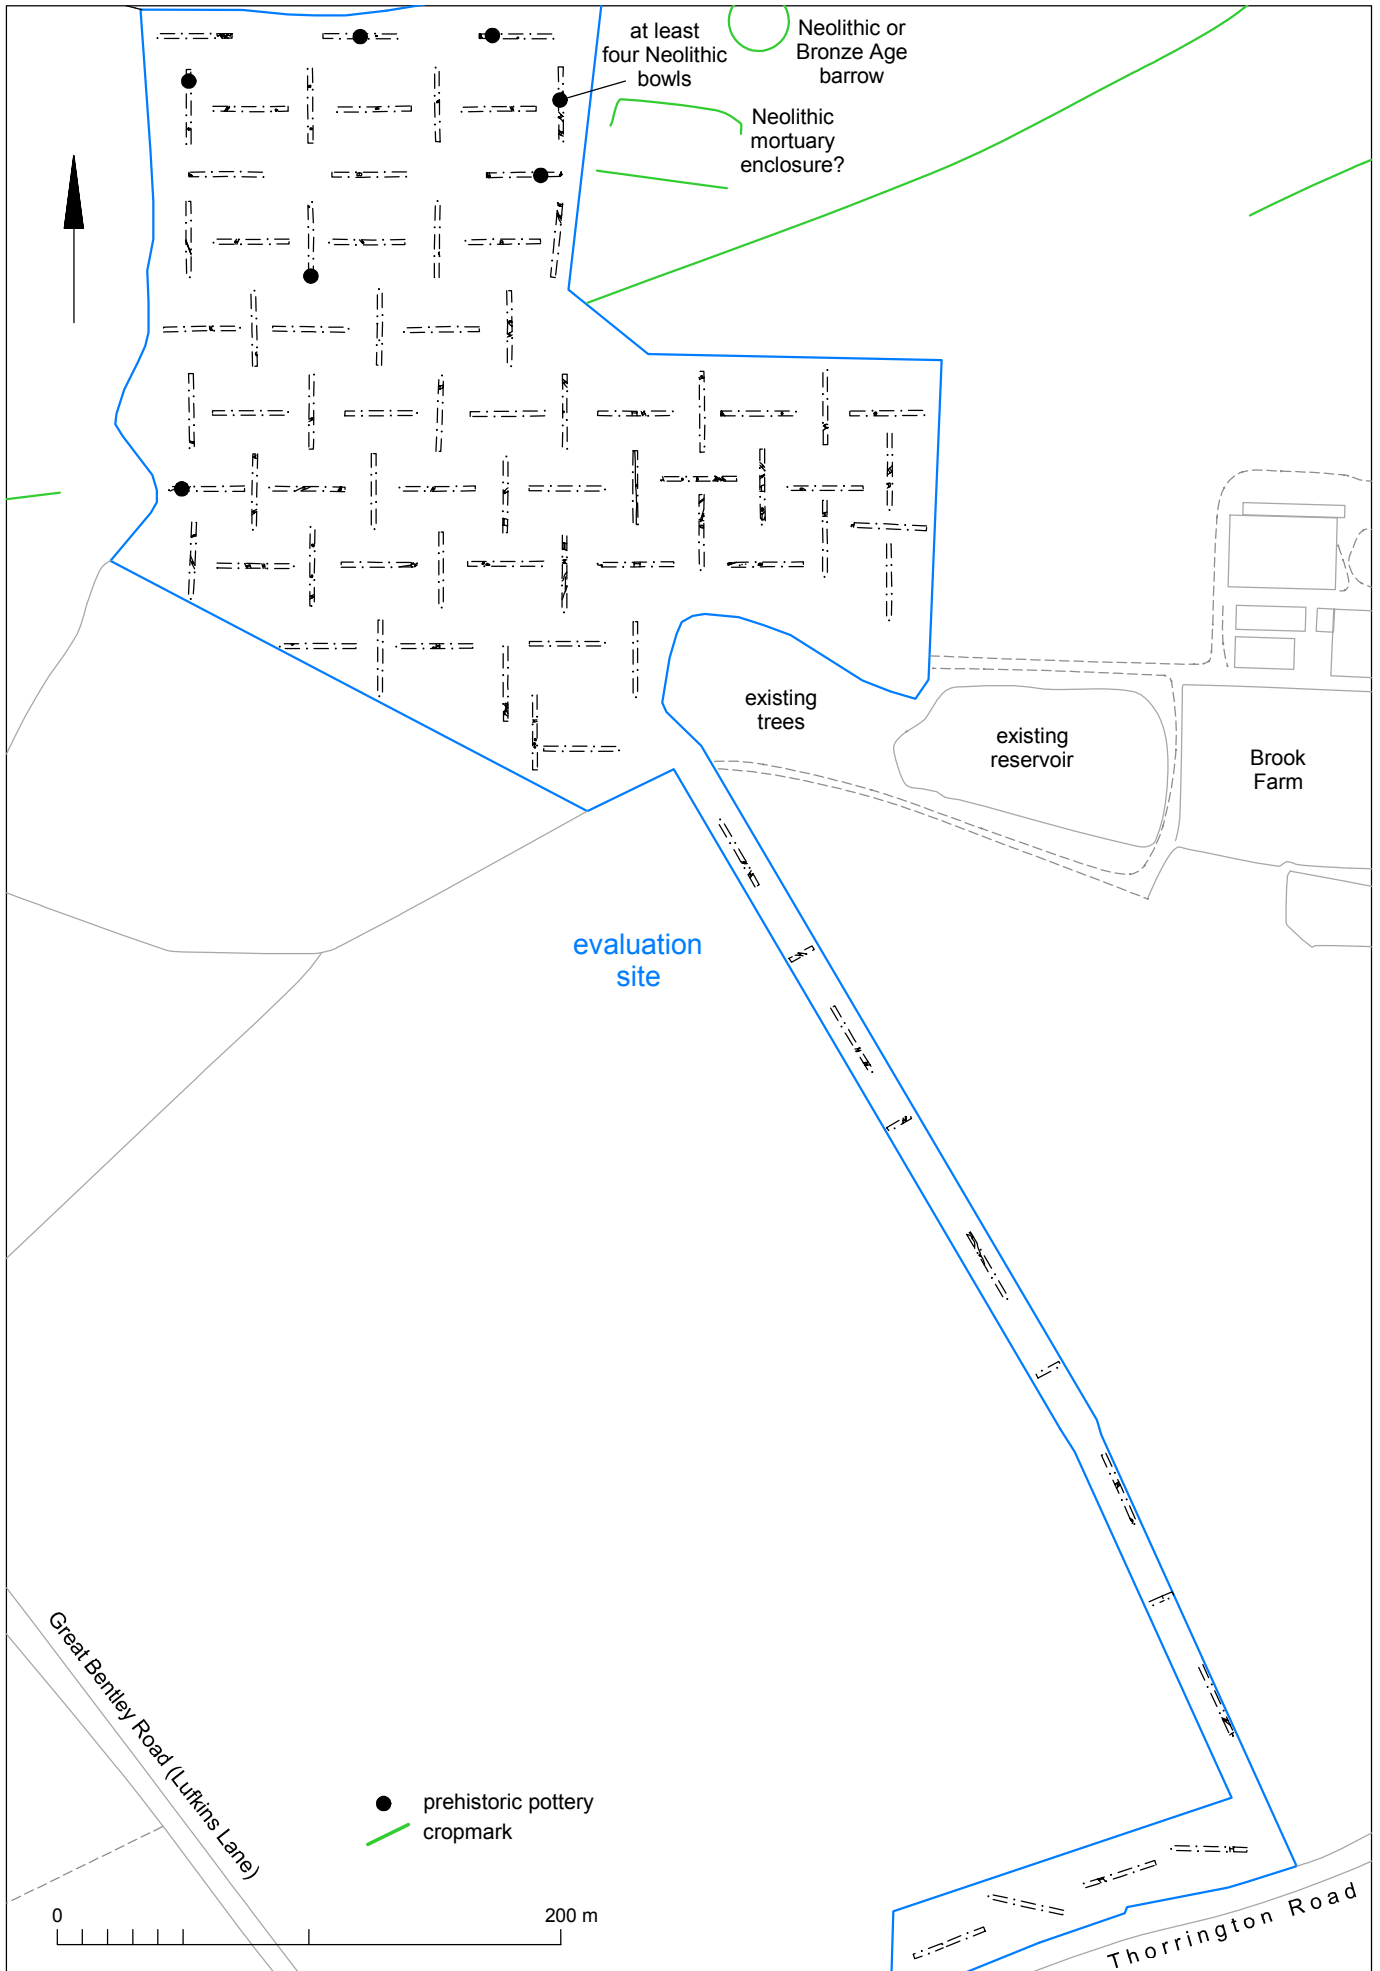 at least
four Neolithic
bowls
Neolithic or
Bronze Age
barrow
Neolithic
mortuary
enclosure?
existing
trees
existing
reservoir
Brook
Farm
evaluation
site
Great Bentley Road (Lufkins Lane)
prehistoric pottery
cropmark
0
200 m
Thorrington Road